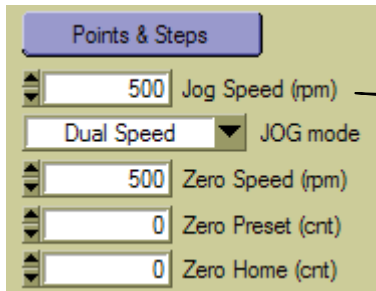 Points & Steps
500 Jog Speed (rpm)
Dual Speed JOG mode
500 Zero Speed (rpm)
0 Zero Preset (cnt)
0 Zero Home (cnt)